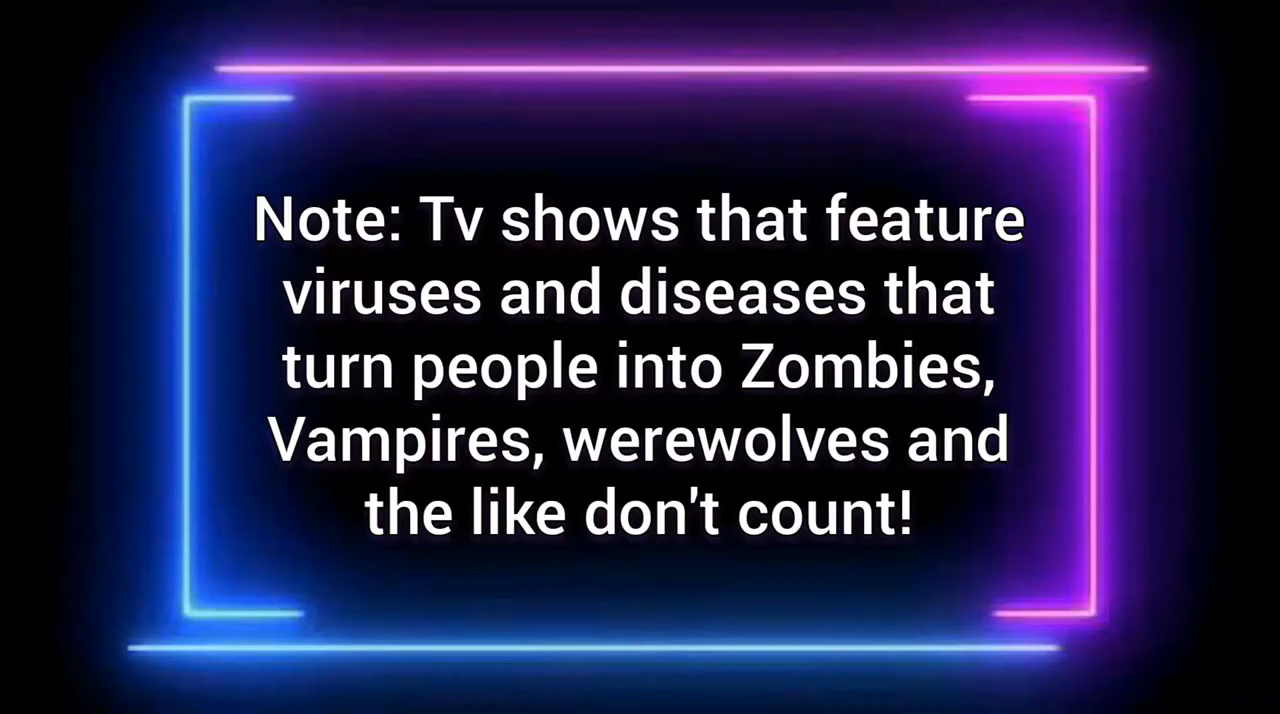 Note: Tv shows that feature
viruses and diseases that
turn people into Zombies,
Vampires, werewolves and
the like don't count!